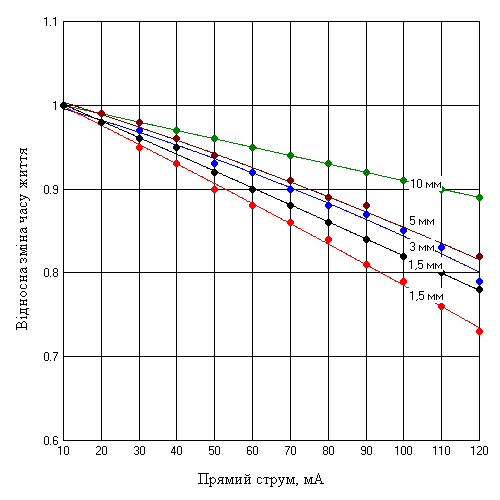 1.1
1
0.9
0.8
0.7
0.6
Відносна зміна часу життя
10 мм
5 мм
3 мм
1,5 мм
1,5 мм
10 20 30 40 50 60 70 80 90 100 110 120
Прямий струм, мА